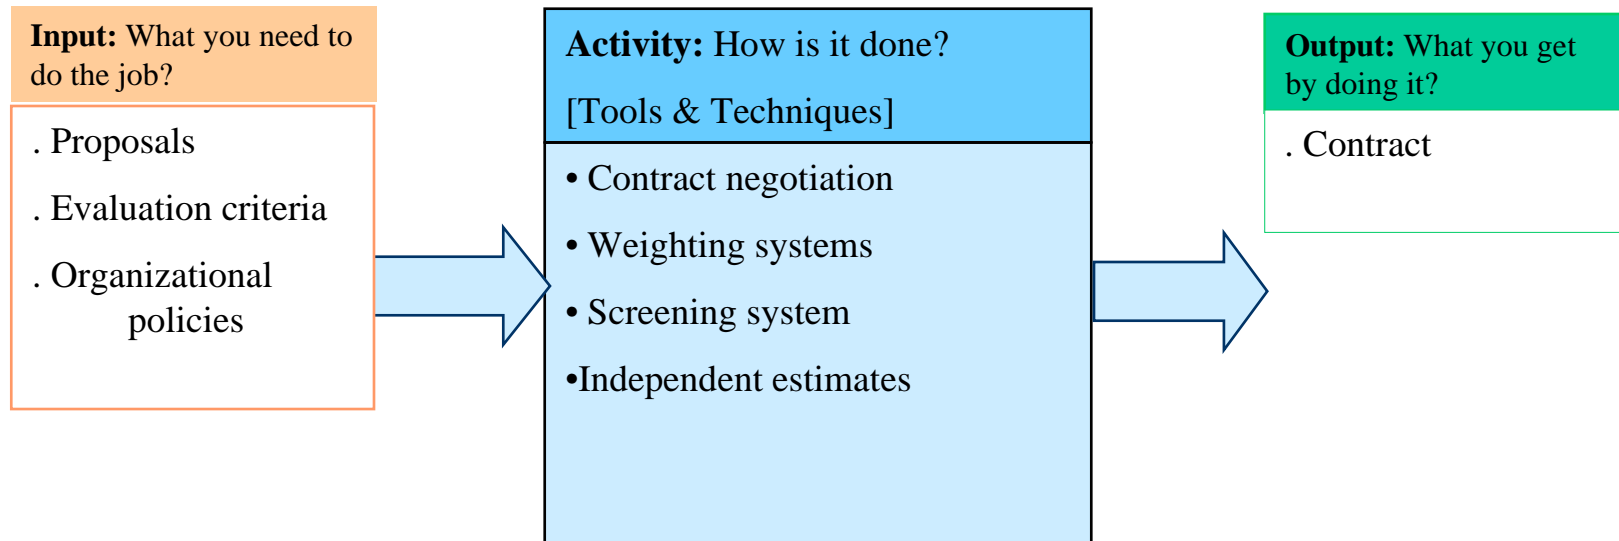 Input: What you need to
do the job?
. Proposals
. Evaluation criteria
. Organizational
policies
Activity: How is it done?
[Tools & Techniques]
• Contract negotiation
• Weighting systems
• Screening system
•Independent estimates
Output: What you get
by doing it?
. Contract